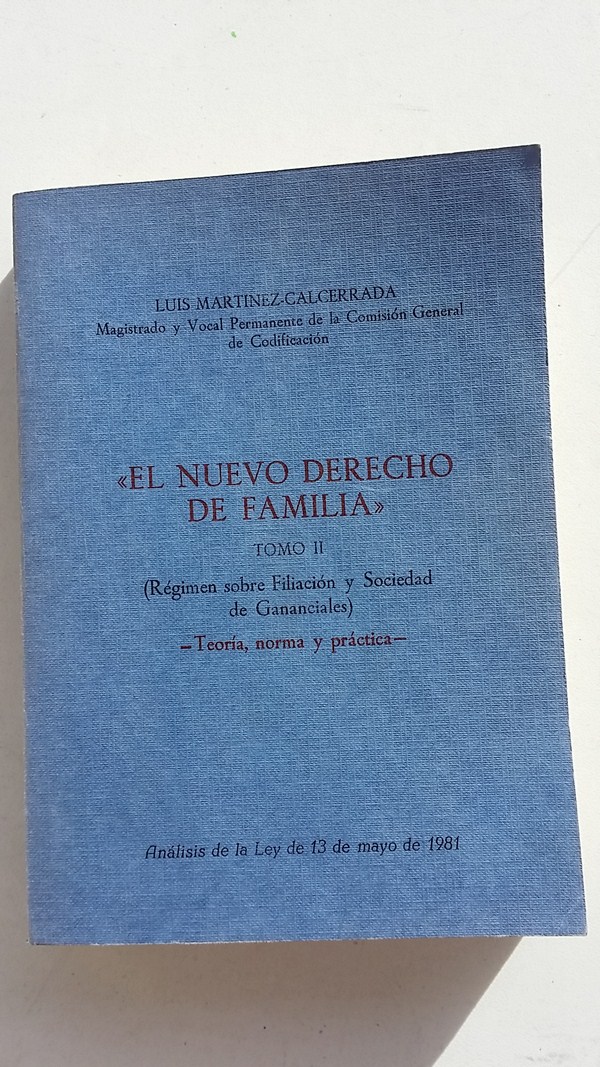 LUIS MARTINEZ-CALCERRADA
Magistrado y Vocal Permanente de la Comisión General
de Codificación
«EL NUEVO DERECHO
DE FAMILIA»
TOMO II
(Régimen sobre Filiación y Sociedad
de Gananciales)
—Teoría, norma y práctica—
Análisis de la Ley de 13 de mayo de 1981